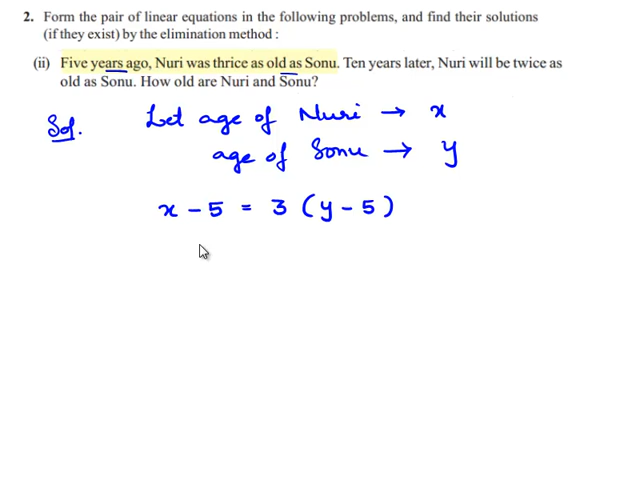 2. Form the pair of linear equations in the following problems, and find their solutions
(if they exist) by the elimination method :
(ii) Five years ago, Nuri was thrice as old as Sonu. Ten years later, Nuri will be twice as
old as Sonu. How old are Nuri and Sonu?
Sol. Let age of Nuri → x
age of Sonu → y
x - 5 = 3 (y - 5)